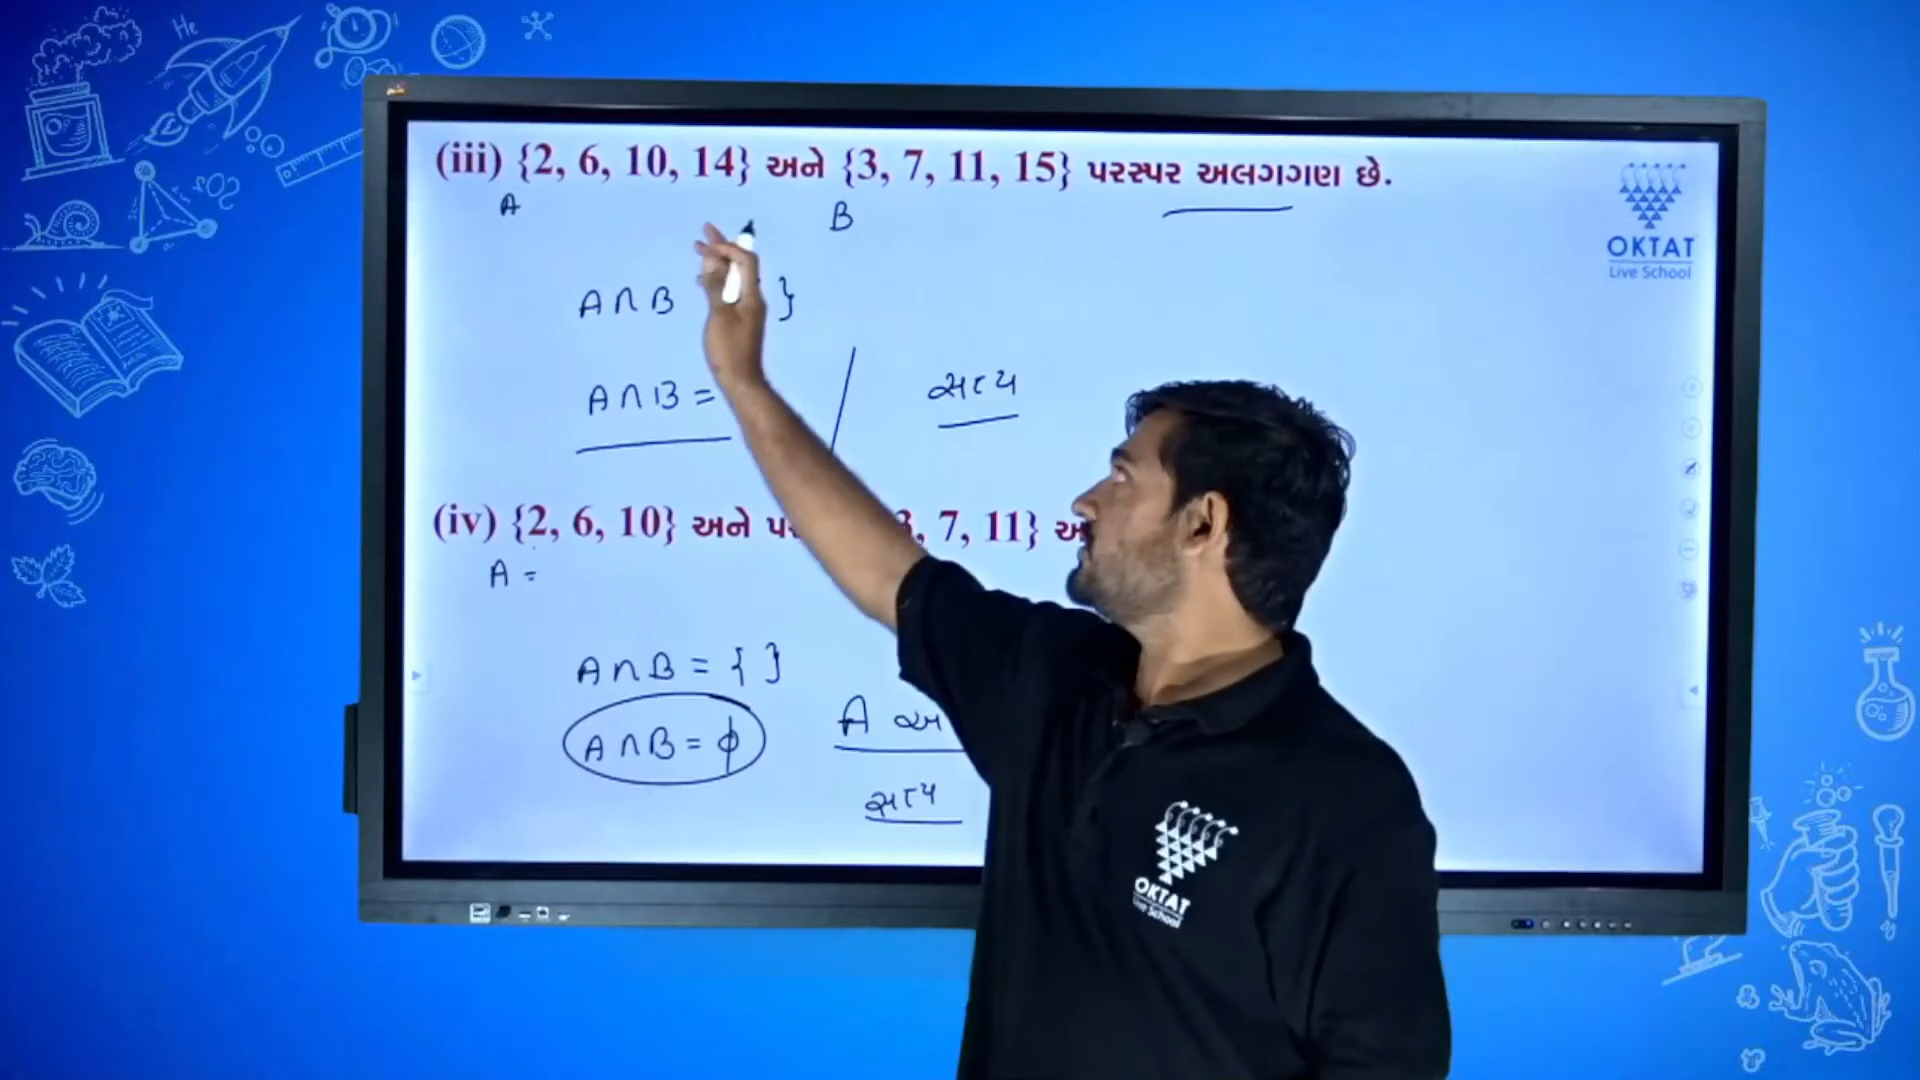 (iii) {2, 6, 10, 14} અને {3, 7, 11, 15} પરસ્પર અલગગણ છે.
A B
A∩B }
A∩B =
સત્ય
(iv) {2, 6, 10} અને , 7, 11}
A =
A∩B = { }
A∩B = ϕ
A અ
સત્ય
OKTAT
Live School
OKTAT
Live School
He